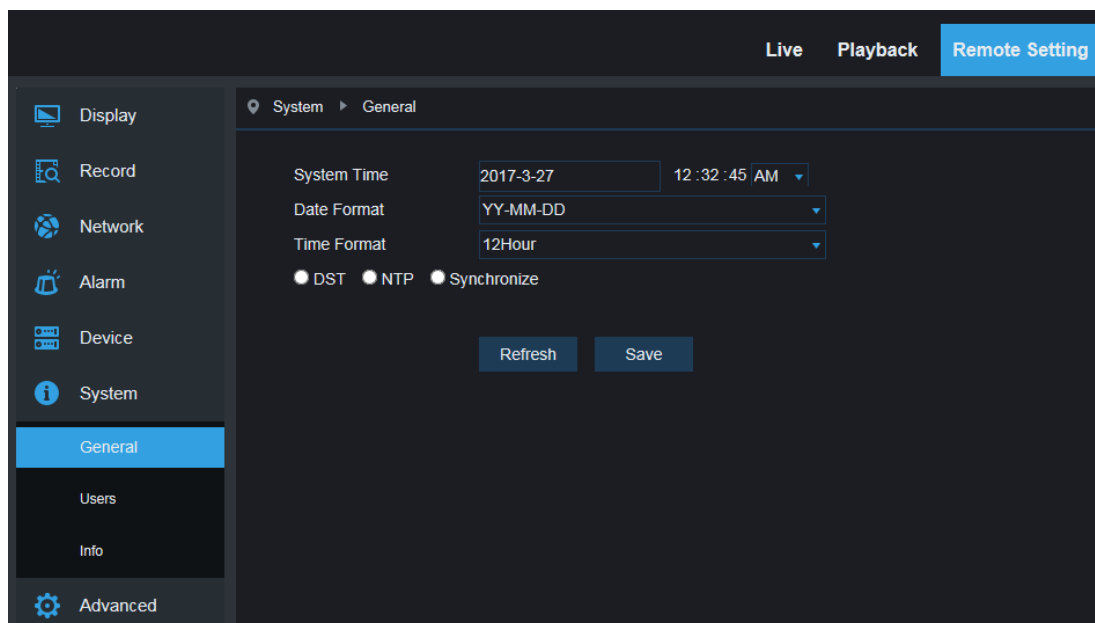 Live Playback Remote Setting
Display
Record
Network
Alarm
Device
System
General
Users
Info
Advanced
System General
System Time 2017-3-27 12:32:45 AM
Date Format YY-MM-DD
Time Format 12Hour
DST NTP Synchronize
Refresh Save